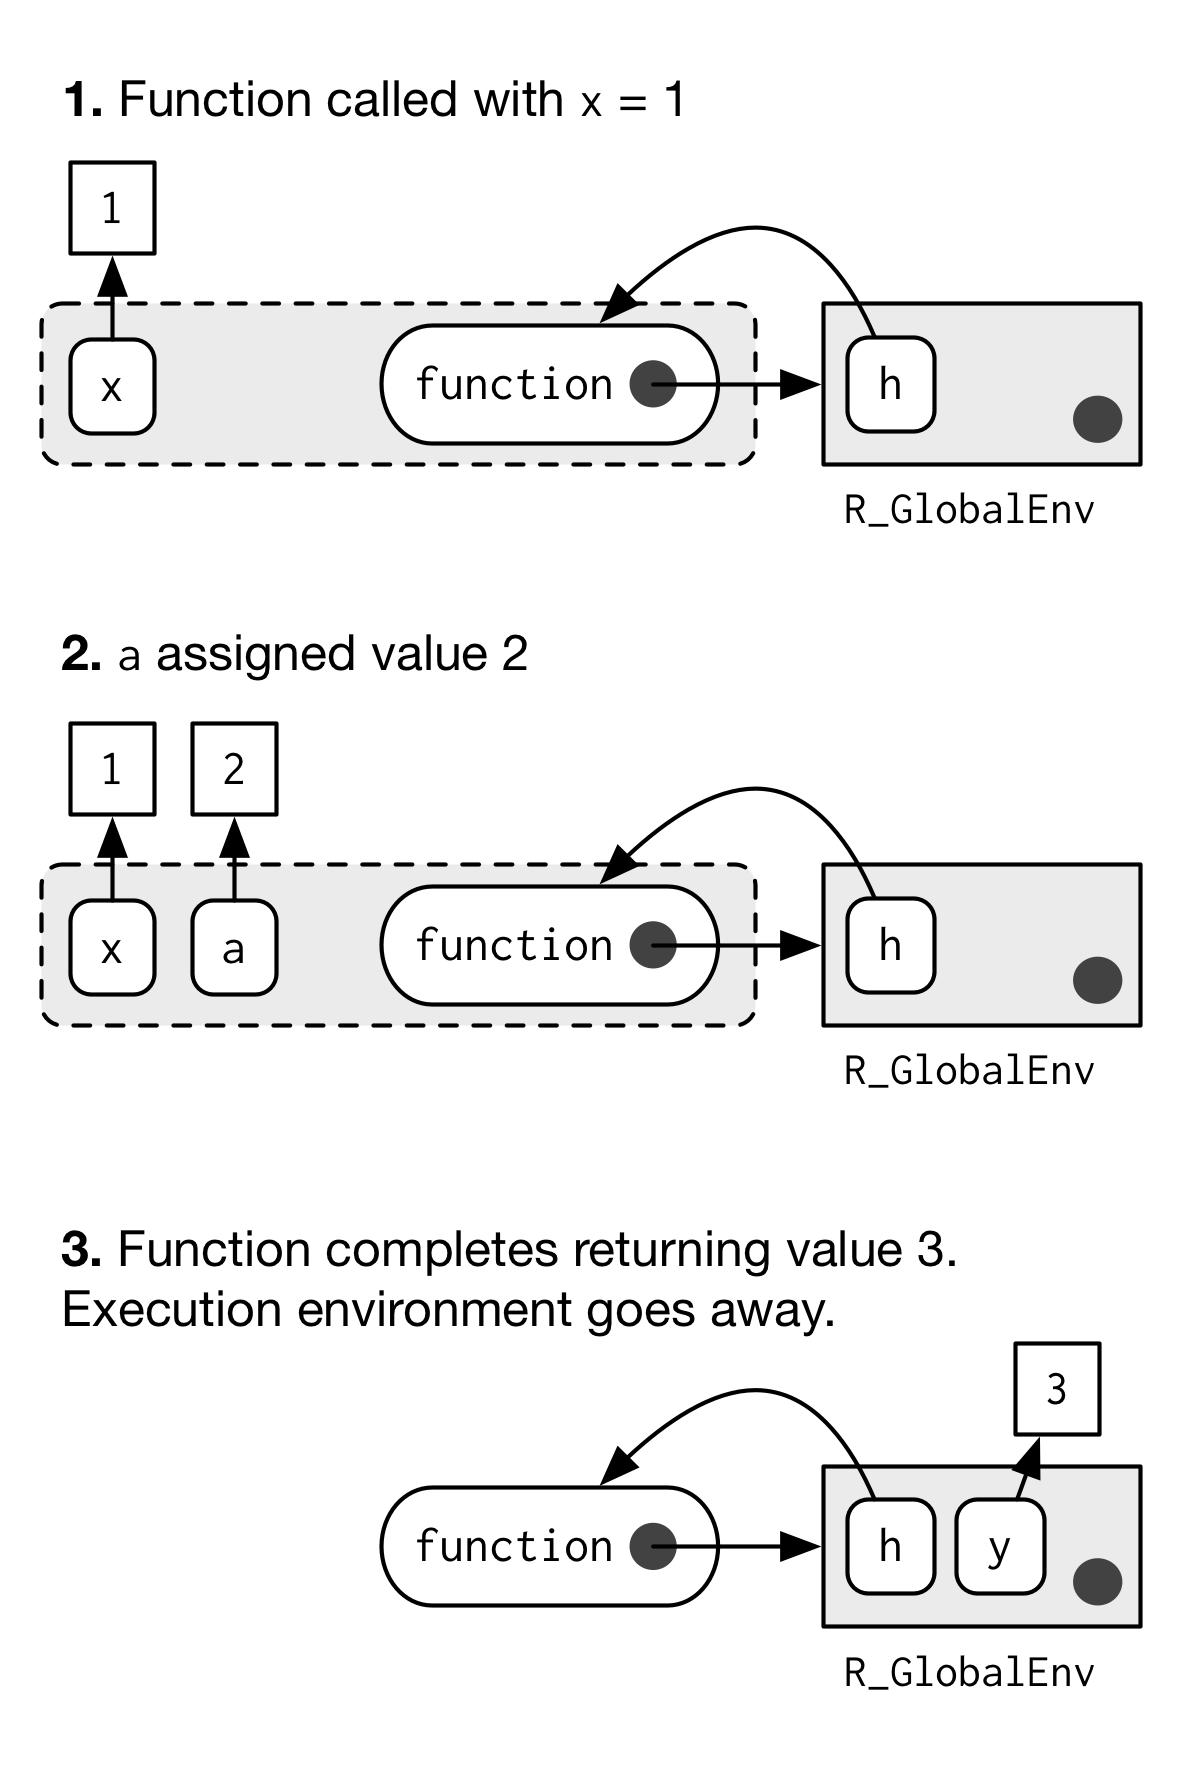 1. Function called with x = 1
1
x
function
h
R_GlobalEnv
2. a assigned value 2
1 2
x a
function
h
R_GlobalEnv
3. Function completes returning value 3.
Execution environment goes away.
3
function
h y
R_GlobalEnv